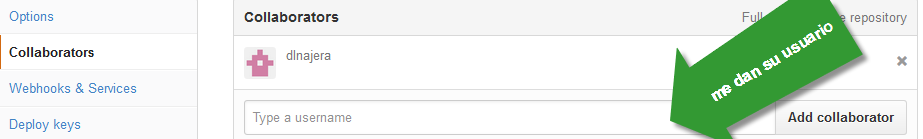 Options
Collaborators
Webhooks & Services
Deploy keys
Collaborators
Full repository
dlnajera
me dan su usuario
Type a username
Add collaborator